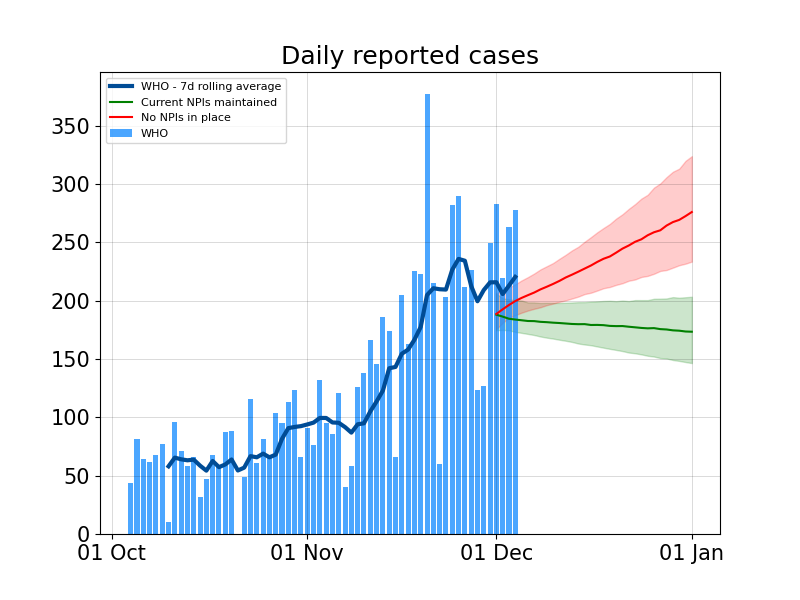 Daily reported cases
WHO - 7d rolling average
Current NPIs maintained
No NPIs in place
WHO
350
300
250
200
150
100
50
0
01 Oct
01 Nov
01 Dec
01 Jan